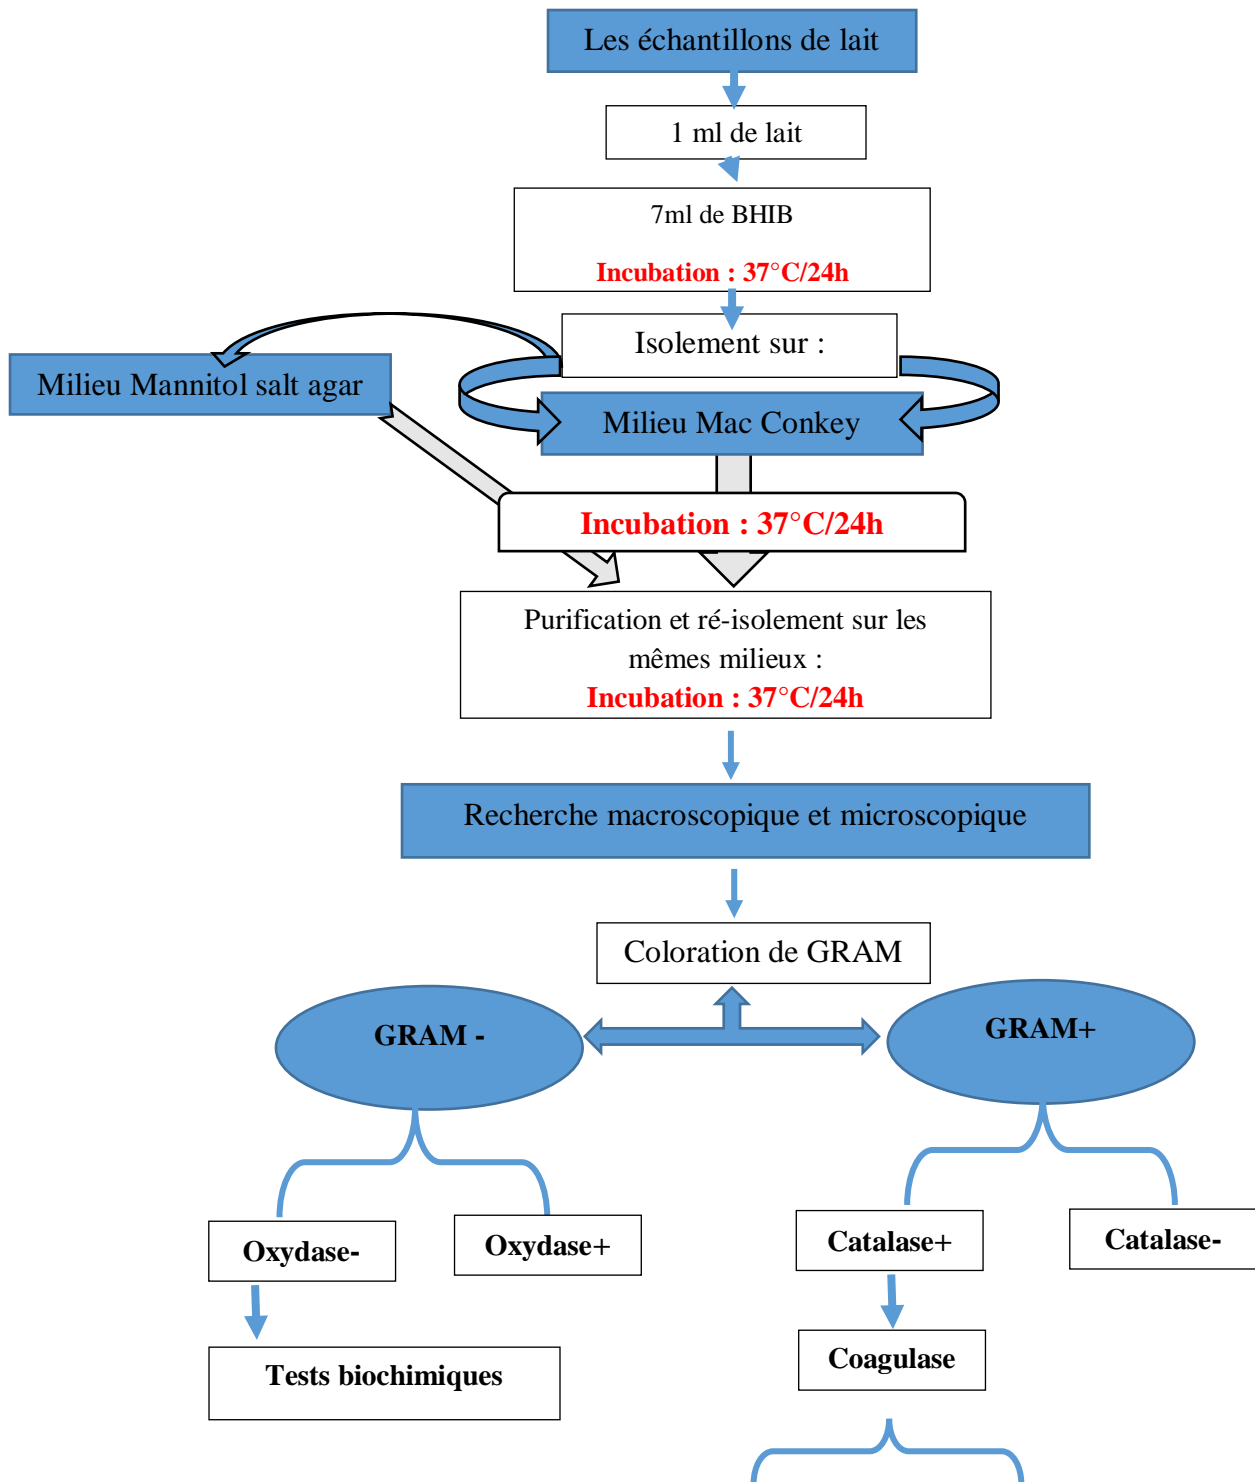 Les échantillons de lait
1 ml de lait
7ml de BHIB
Incubation : 37°C/24h
Isolement sur :
Milieu Mannitol salt agar
Milieu Mac Conkey
Incubation : 37°C/24h
Purification et ré-isolement sur les
mêmes milieux :
Incubation : 37°C/24h
Recherche macroscopique et microscopique
Coloration de GRAM
GRAM -
GRAM+
Oxydase-
Oxydase+
Catalase+
Catalase-
Tests biochimiques
Coagulase